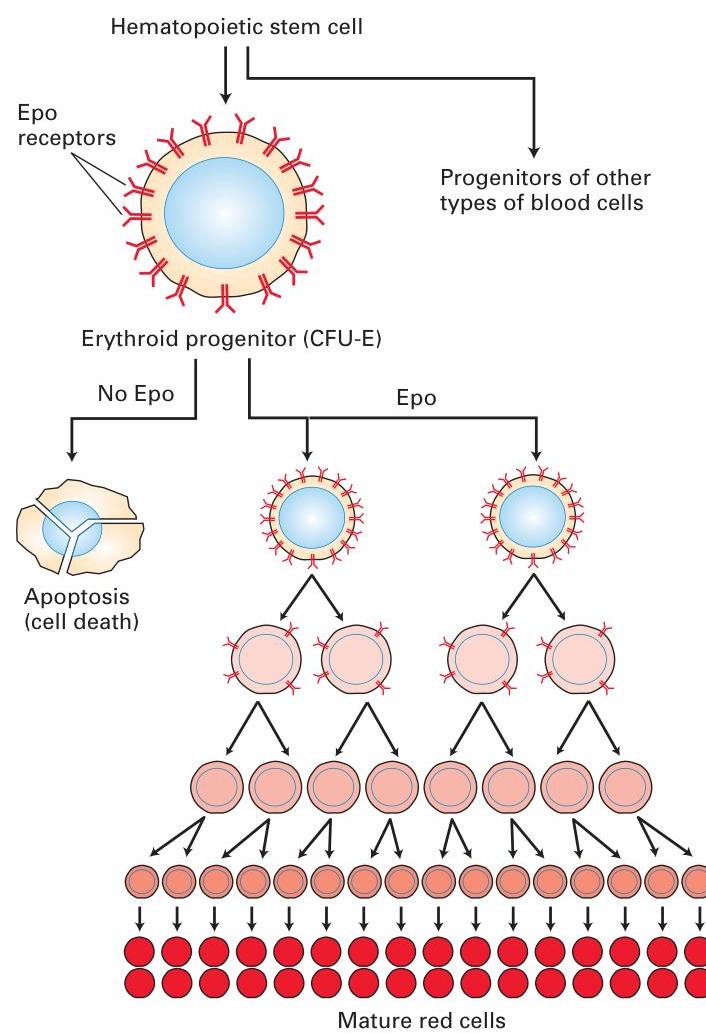 Hematopoietic stem cell
Epo
receptors
Progenitors of other
types of blood cells
Erythroid progenitor (CFU-E)
No Epo
Epo
Apoptosis
(cell death)
Mature red cells